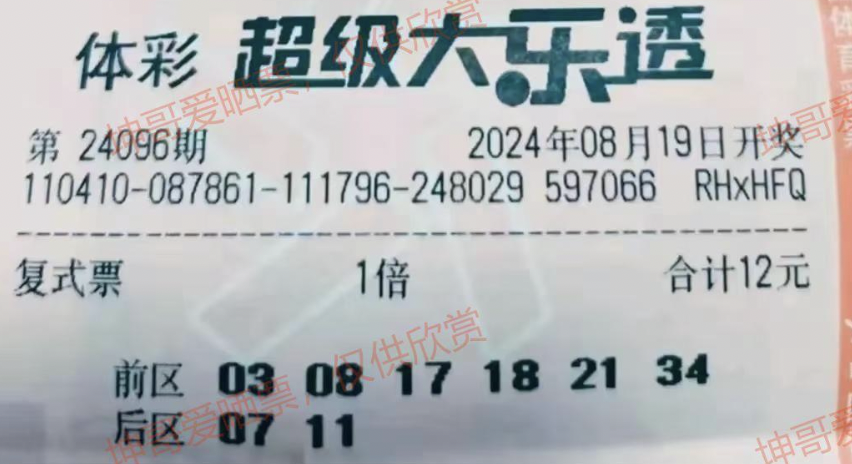 体彩 超级大乐透
第 24096期 2024年08月19日开奖
110410-087861-111796-248029 597066 RHxHFQ
复式票 1倍 合计12元
前区 03 08 17 18 21 34
后区 07 11
坤哥爱晒票，仅供欣赏
坤哥爱晒票，仅供欣赏
坤哥
坤哥
体育彩票